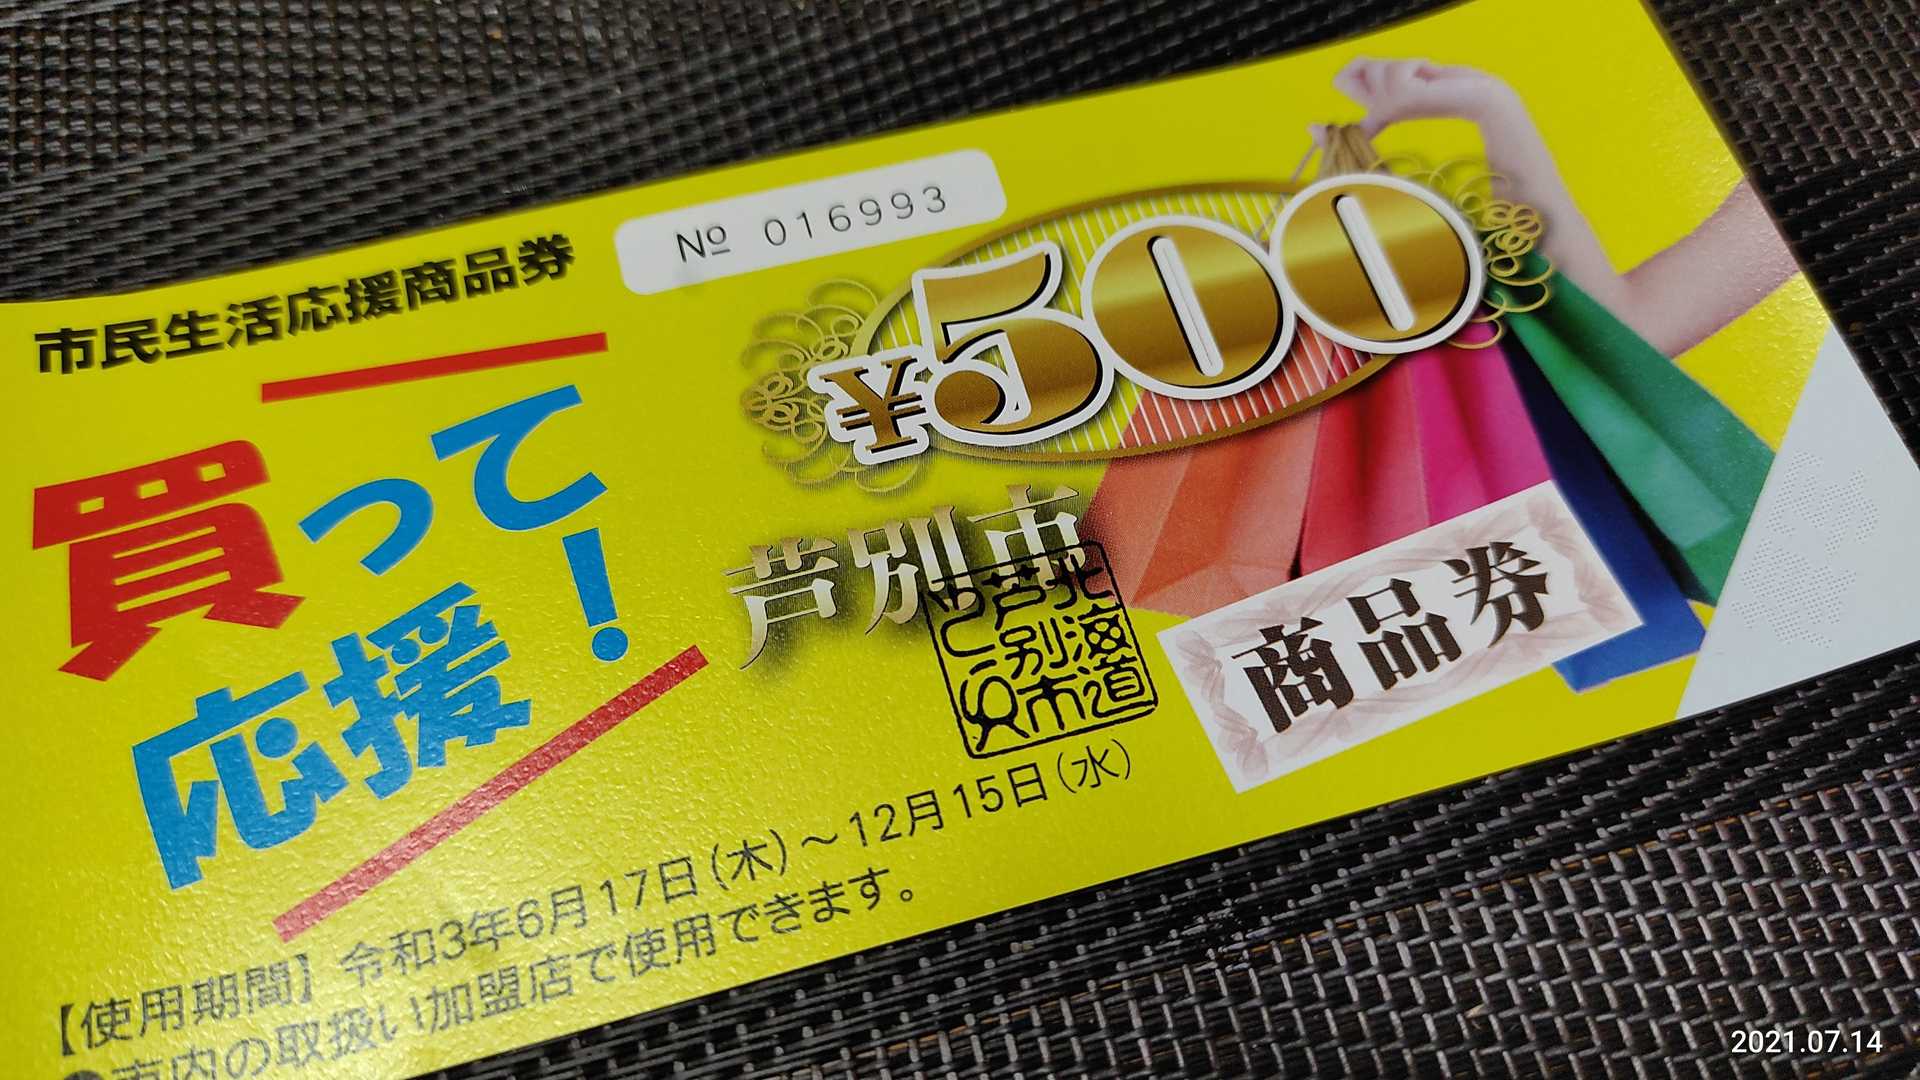 市民生活応援商品券
№ 016993
¥500
買って
応援!
芦別市
北海道
芦別市
商品券
【使用期間】令和3年6月17日(木)～12月15日(水)
市内の取扱い加盟店で使用できます。
2021.07.14